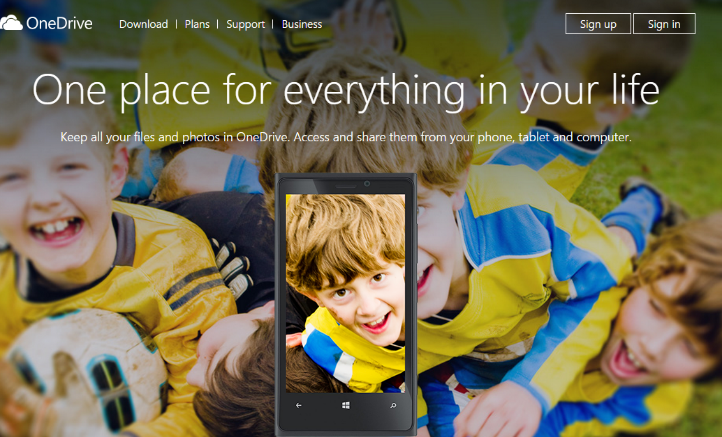 OneDrive
Download | Plans | Support | Business
Sign up
Sign in
One place for everything in your life
Keep all your files and photos in OneDrive. Access and share them from your phone, tablet and computer.